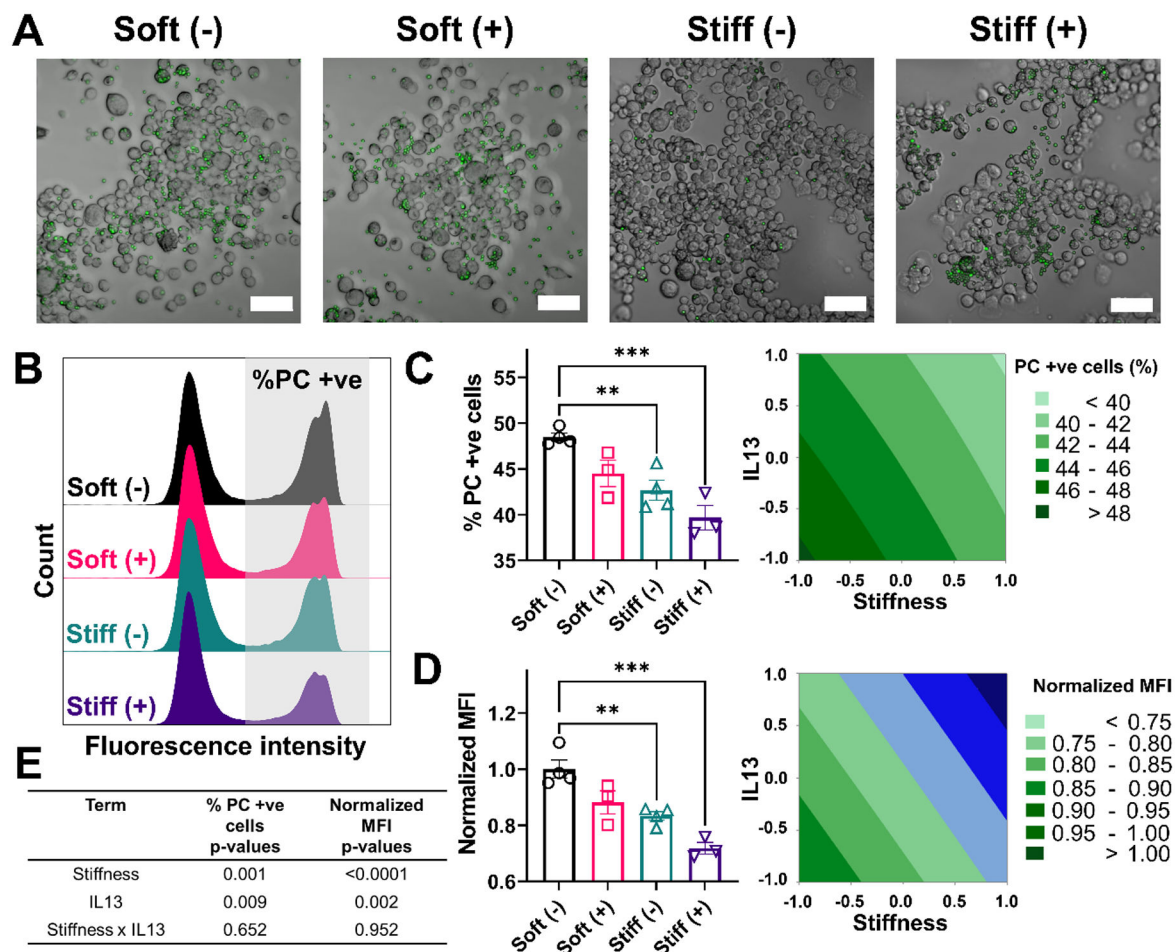 A
Soft (-)
Soft (+)
Stiff (-)
Stiff (+)
B
%PC +ve
Soft (-)
Soft (+)
Stiff (-)
Stiff (+)
Count
Fluorescence intensity
C
***
**
55
50
45
40
35
% PC +ve cells
Soft (-)
Soft (+)
Stiff (-)
Stiff (+)
1.0
0.5
0.0
-0.5
-1.0
IL13
-1.0 -0.5 0.0 0.5 1.0
Stiffness
PC +ve cells (%)
< 40
40 - 42
42 - 44
44 - 46
46 - 48
> 48
D
***
**
1.2
1.0
0.8
0.6
Normalized MFI
Soft (-)
Soft (+)
Stiff (-)
Stiff (+)
1.0
0.5
0.0
-0.5
-1.0
IL13
-1.0 -0.5 0.0 0.5 1.0
Stiffness
Normalized MFI
< 0.75
0.75 - 0.80
0.80 - 0.85
0.85 - 0.90
0.90 - 0.95
0.95 - 1.00
> 1.00
E
Term
% PC +ve
cells
p-values
Normalized
MFI
p-values
Stiffness 0.001 <0.0001
IL13 0.009 0.002
Stiffness x IL13 0.652 0.952